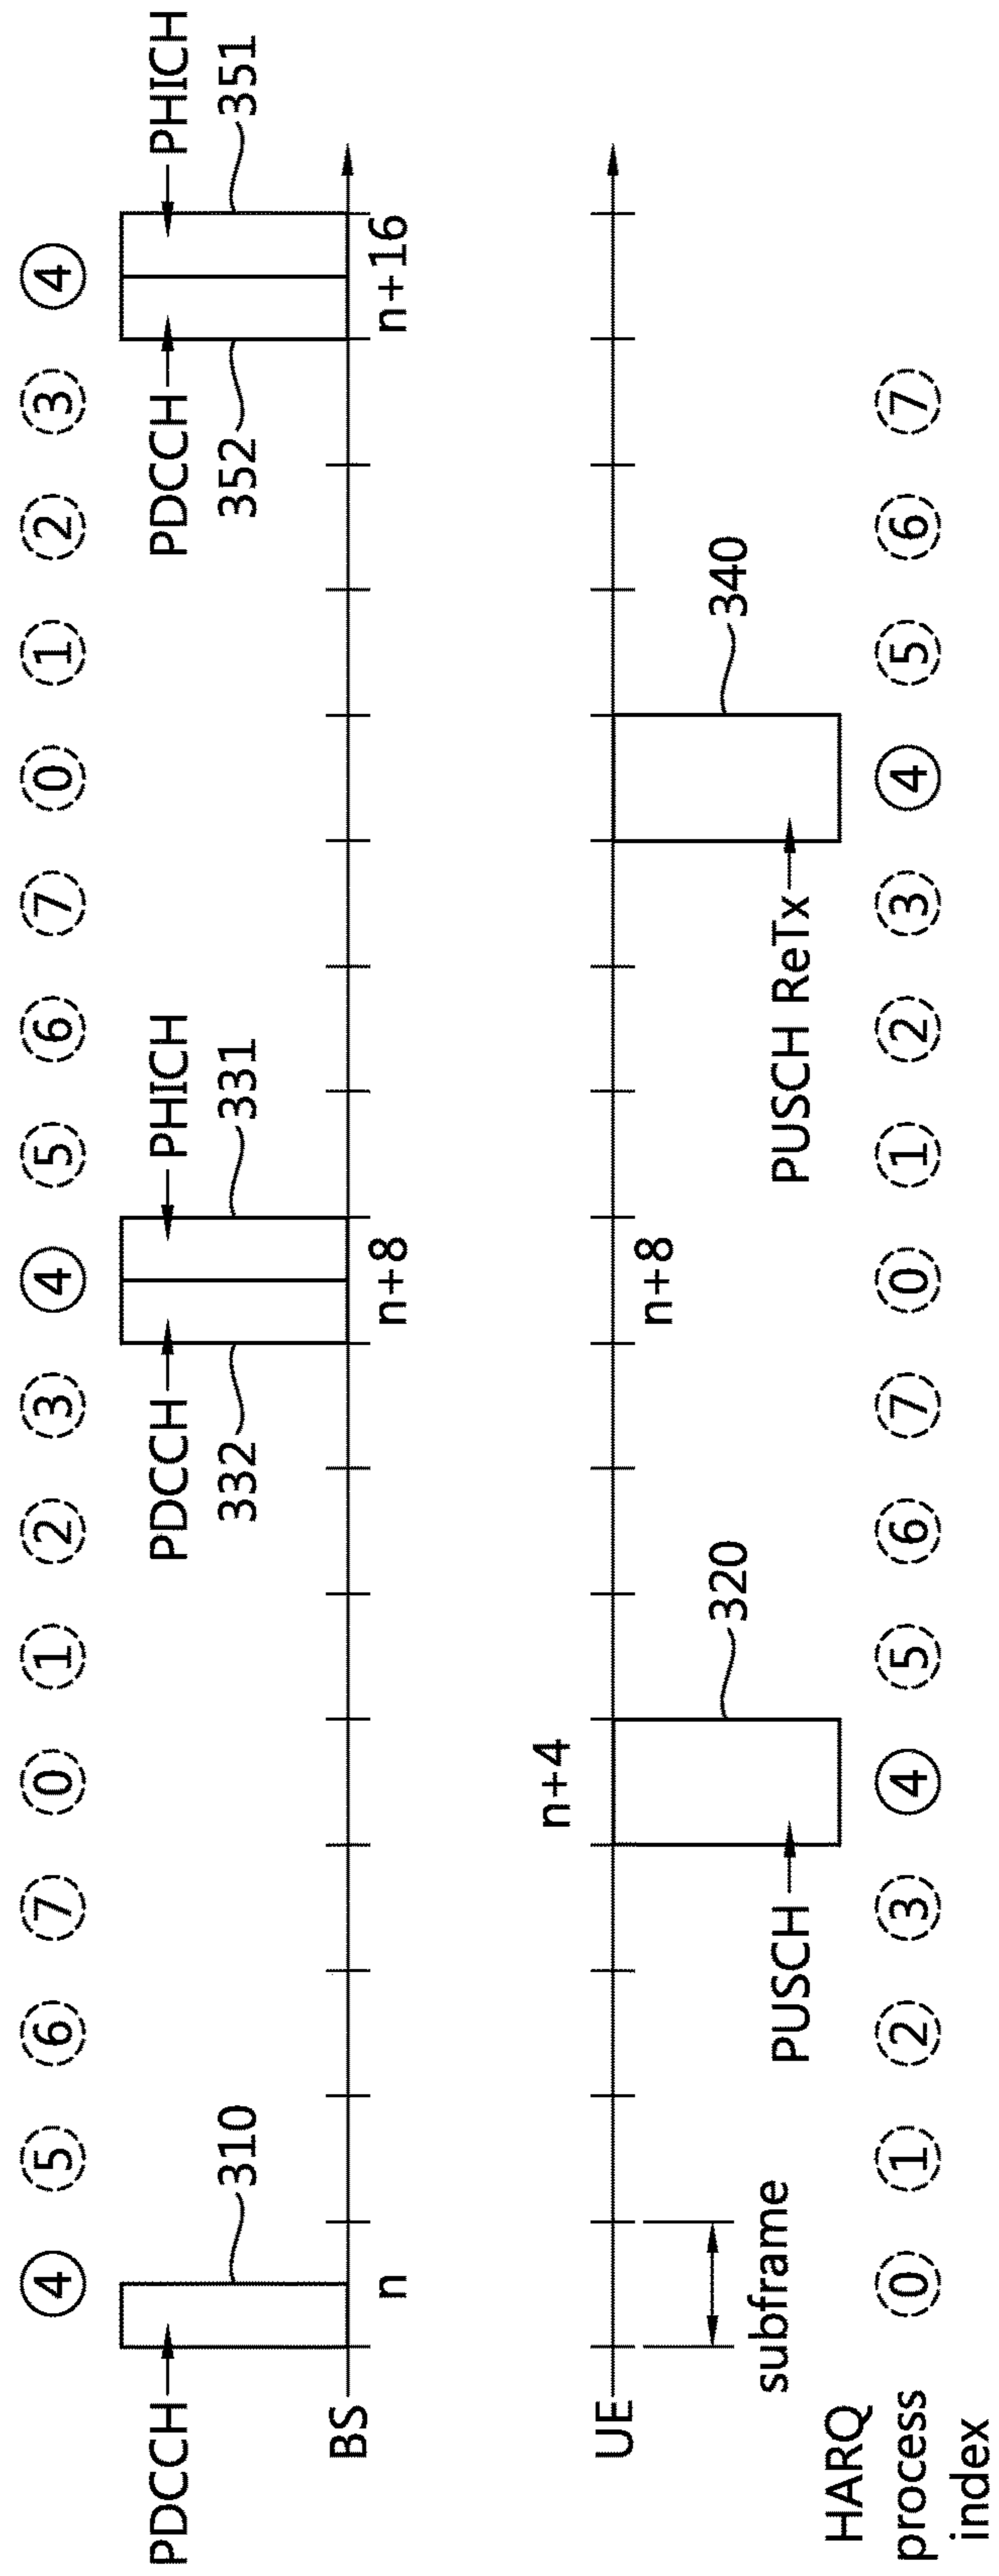 ④ ⑤ ⑥ ⑦ ⓪ ① ② ③ ④ ⑤ ⑥ ⑦ ⓪ ① ② ③ ④
PDCCH PDCCH PHICH PDCCH PHICH
310 332 331 352 351
BS
n n+8 n+16
n+4
UE n+8
320 340
subframe PUSCH PUSCH ReTx
HARQ
process
index
⓪ ① ② ③ ④ ⑤ ⑥ ⑦ ⓪ ① ② ③ ④ ⑤ ⑥ ⑦